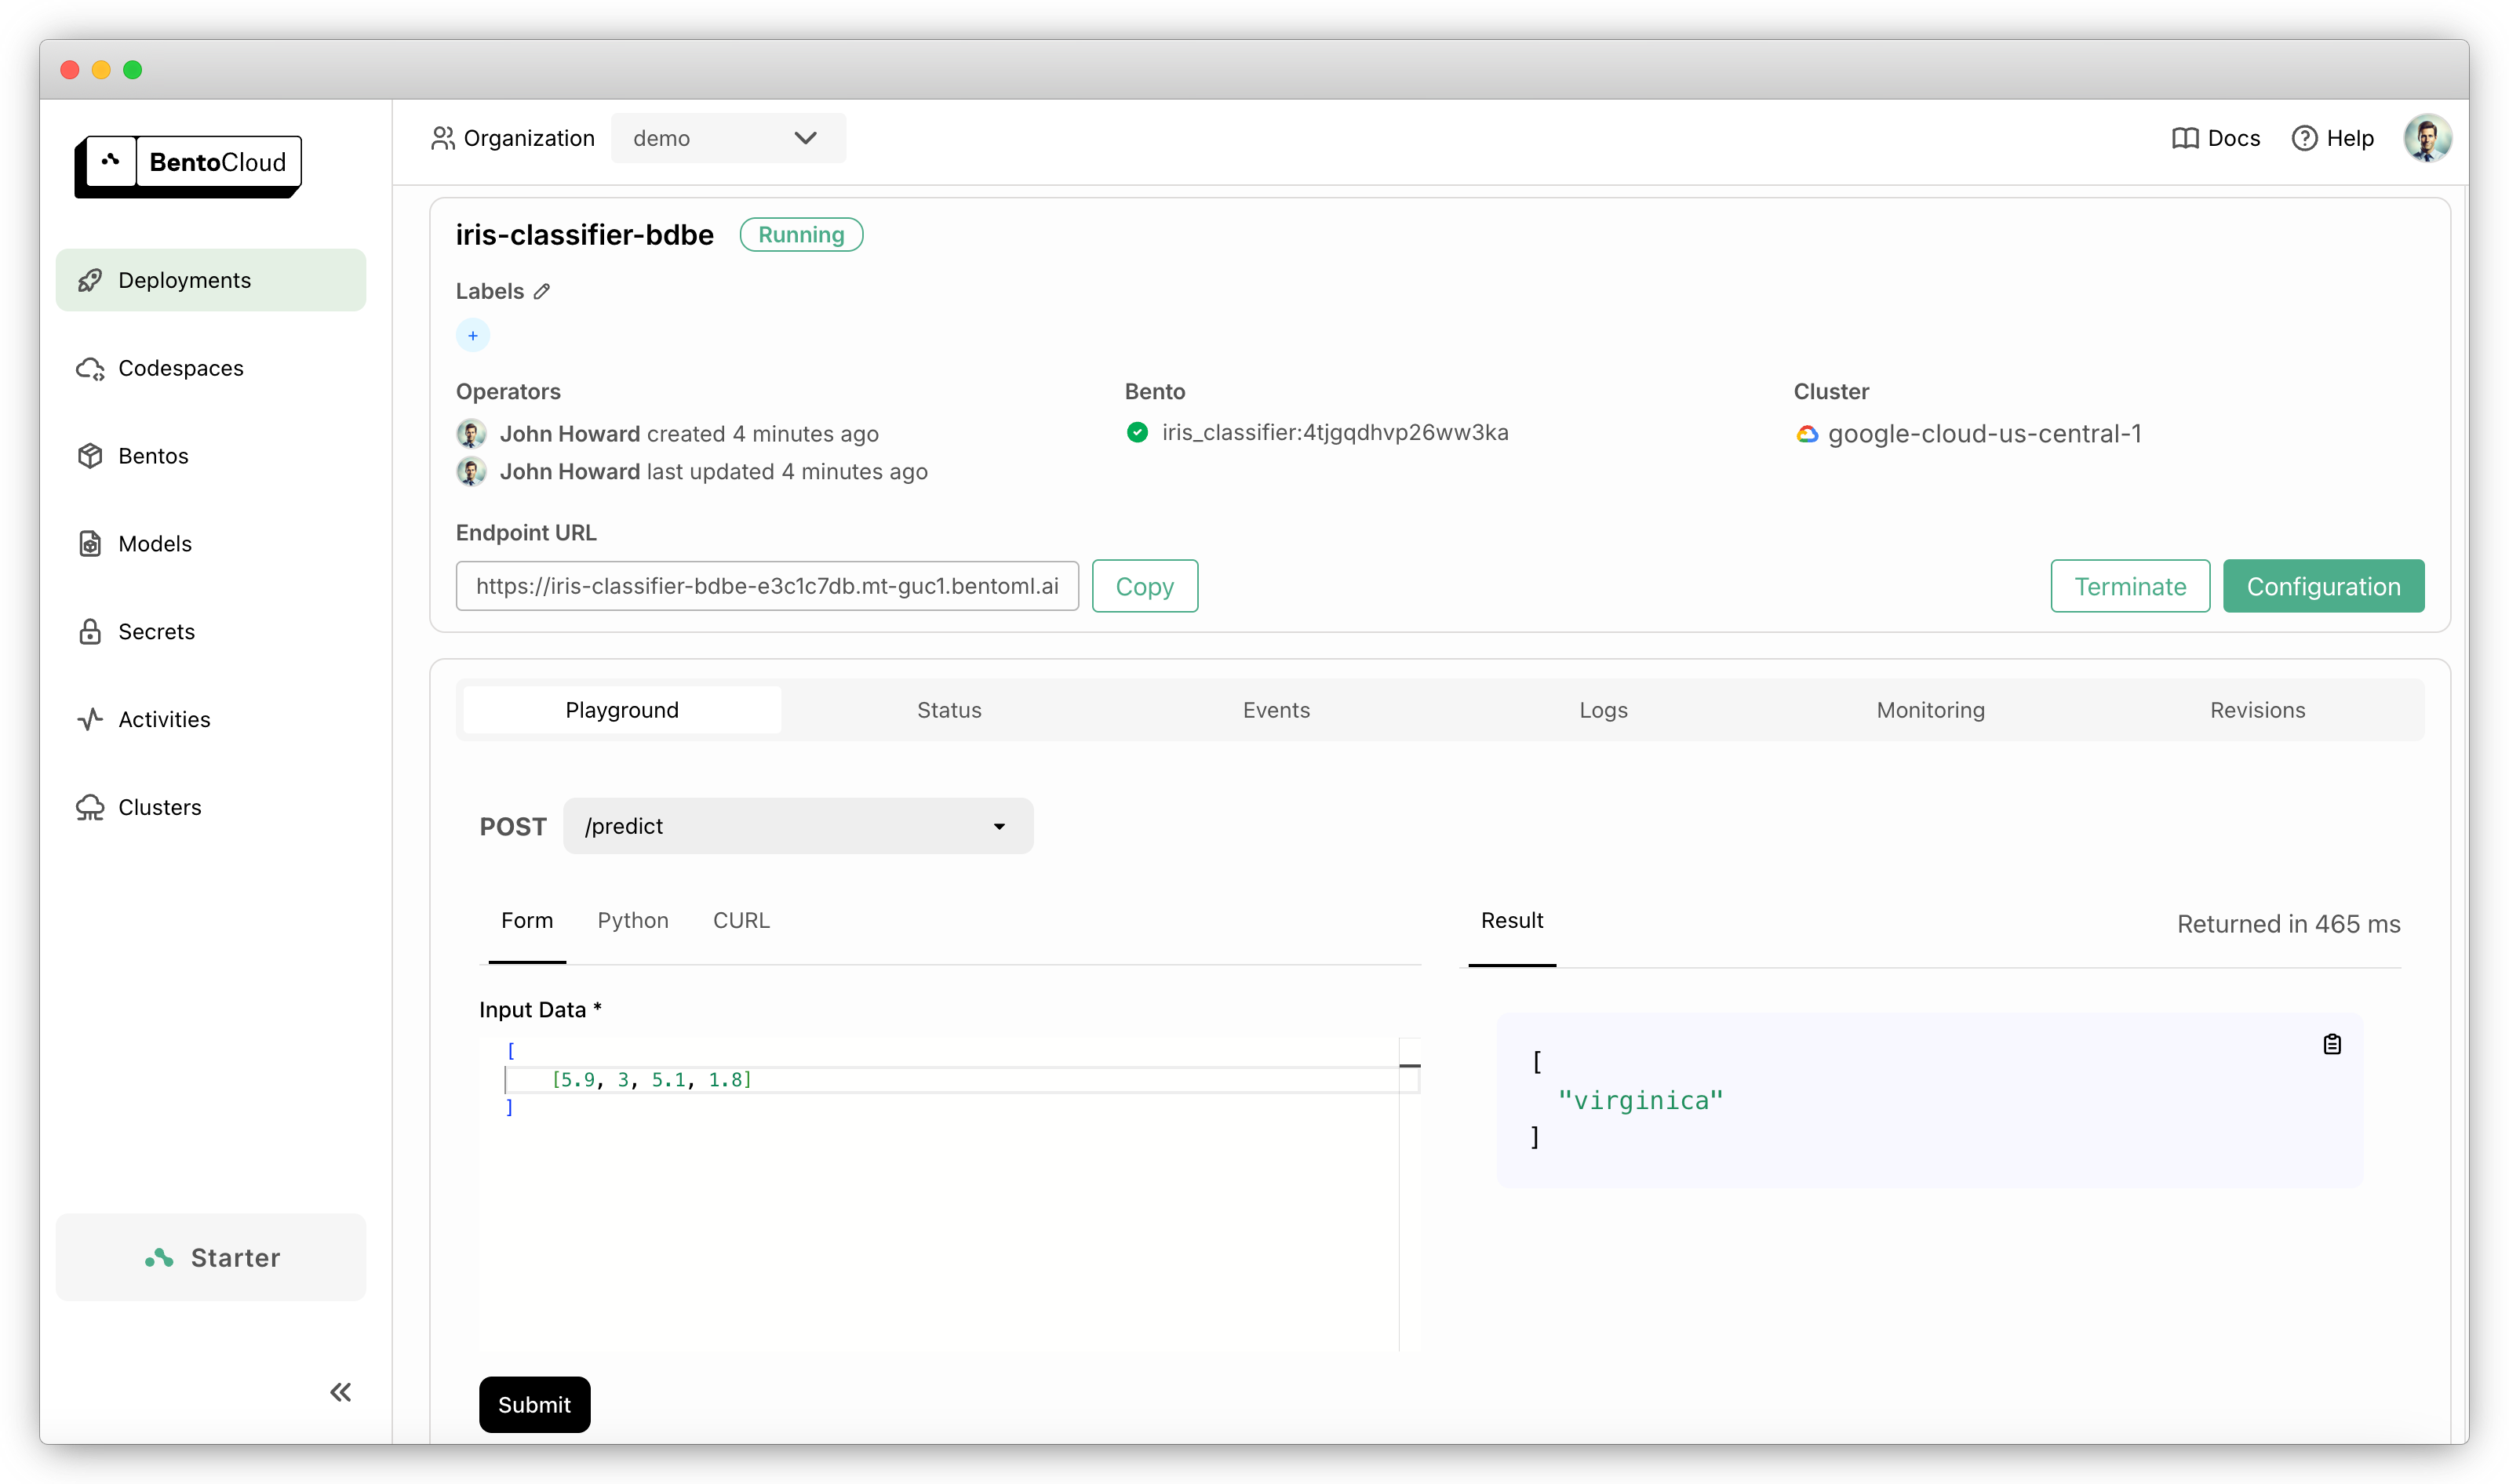 BentoCloud
Organization
demo
Docs
Help
Deployments
Codespaces
Bentos
Models
Secrets
Activities
Clusters
Starter
iris-classifier-bdbe
Running
Labels
+
Operators
John Howard created 4 minutes ago
John Howard last updated 4 minutes ago
Bento
iris_classifier:4tjgqdhvp26ww3ka
Cluster
google-cloud-us-central-1
Endpoint URL
https://iris-classifier-bdbe-e3c1c7db.mt-guc1.bentoml.ai
Copy
Terminate
Configuration
Playground
Status
Events
Logs
Monitoring
Revisions
POST
/predict
Form
Python
CURL
Input Data *
[
[5.9, 3, 5.1, 1.8]
]
Submit
Result
Returned in 465 ms
[
"virginica"
]